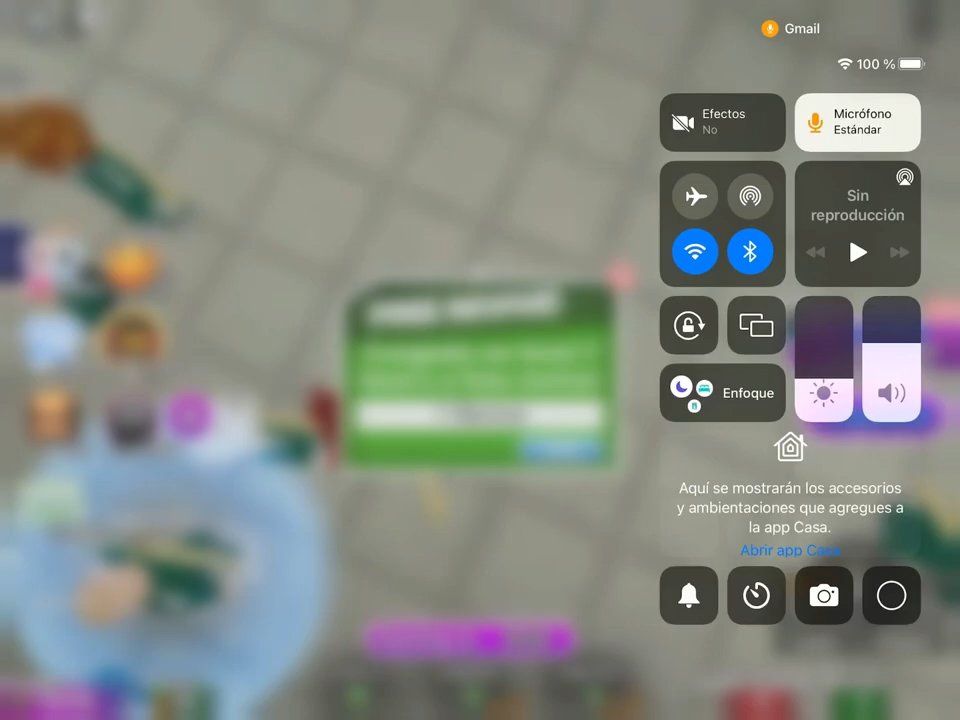 Gmail
100 %
Efectos
No
Micrófono
Estándar
Sin
reproducción
Enfoque
Aquí se mostrarán los accesorios
y ambientaciones que agregues a
la app Casa.
Abrir app Casa